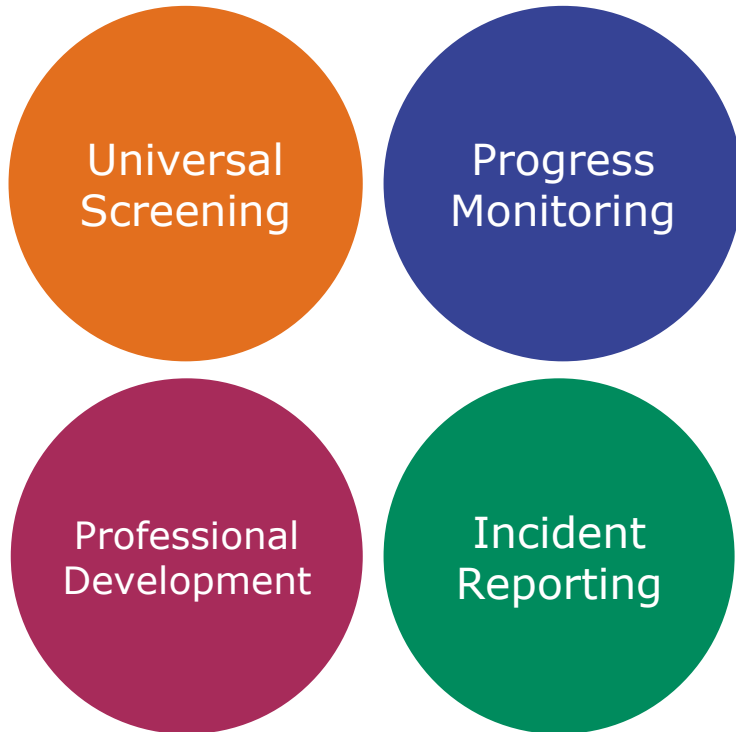 Universal
Screening
Progress
Monitoring
Professional
Development
Incident
Reporting